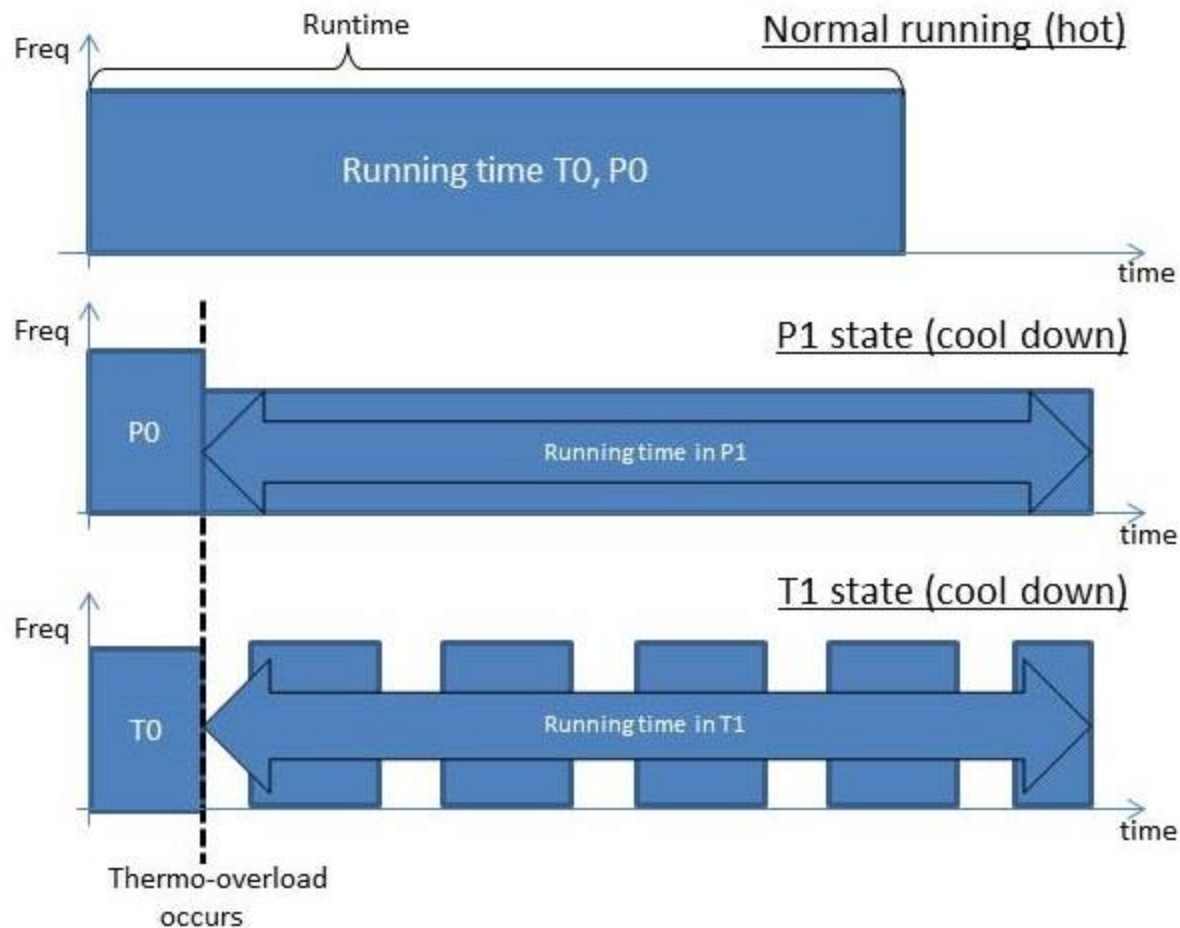 Runtime
Normal running (hot)
Freq
Running time T0, P0
time
Freq
P1 state (cool down)
P0
Running time in P1
time
T1 state (cool down)
Freq
T0
Running time in T1
time
Thermo-overload
occurs